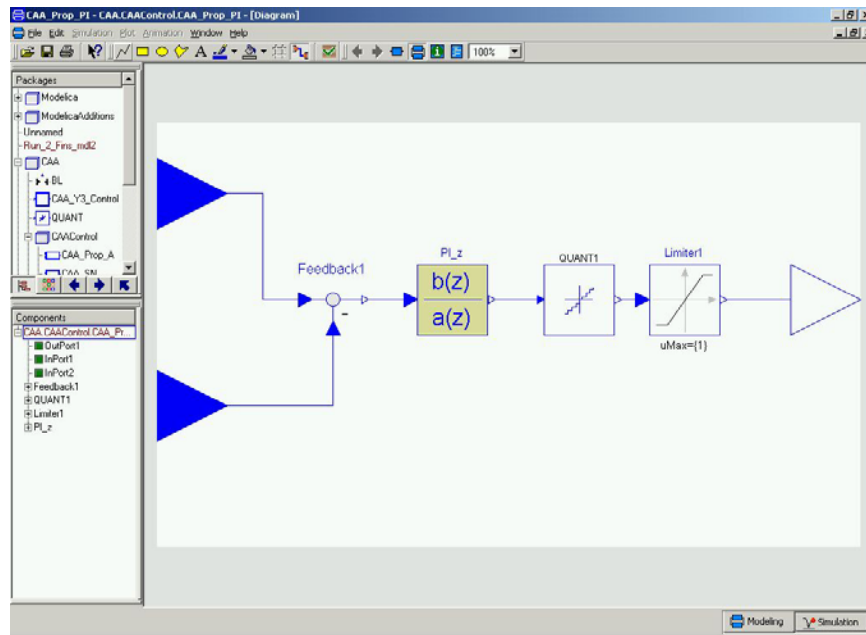 CAA_Prop_PI - CAA.CAAControl.CAA_Prop_PI - [Diagram]
File Edit Simulation Plot Animation Window Help
A 100%
Packages
Modelica
ModelicaAdditions
Unnamed
Run_2_Fins_mdl2
CAA
BL
CAA_Y3_Control
QUANT
CAAControl
CAA_Prop_A
CAA_SN
Components
CAA.CAAControl.CAA_Pr...
OutPort1
InPort1
InPort2
Feedback1
QUANT1
Limiter1
PI_z
Feedback1
-
PI_z
b(z)
a(z)
QUANT1
Limiter1
uMax={1}
Modeling Simulation